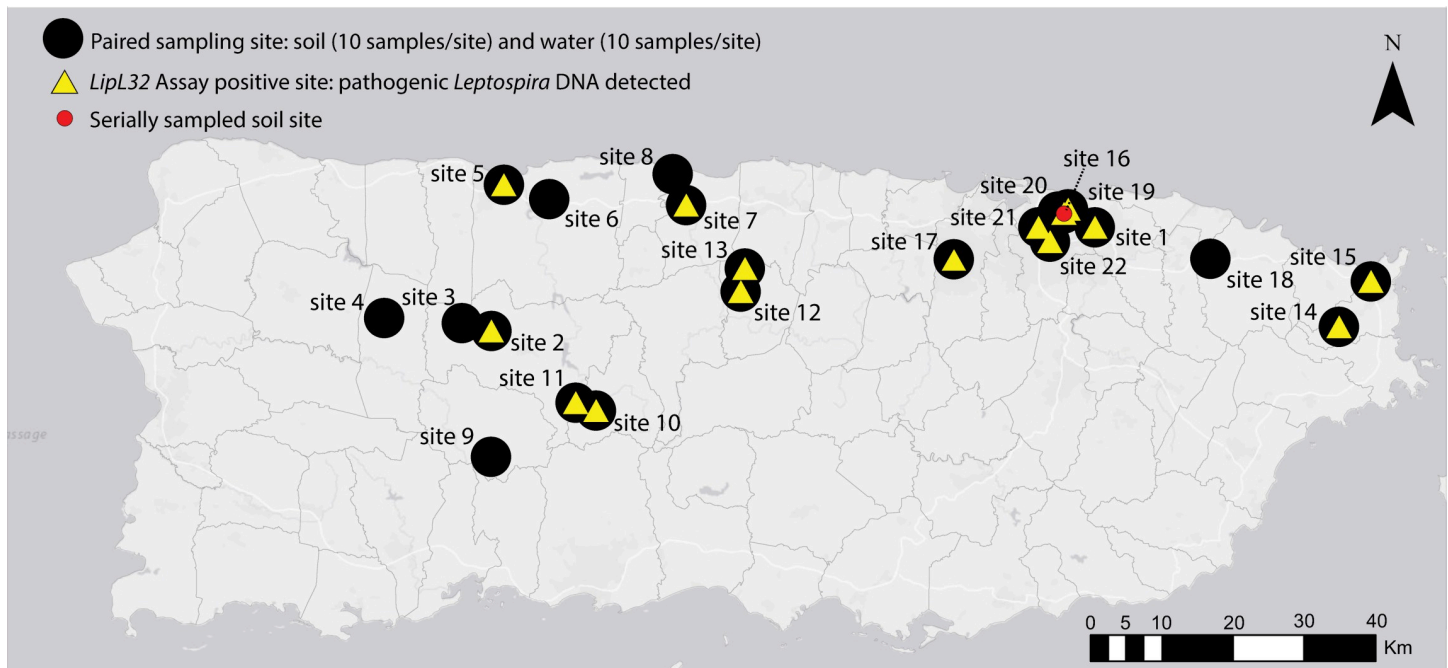 Paired sampling site: soil (10 samples/site) and water (10 samples/site)
LipL32 Assay positive site: pathogenic Leptospira DNA detected
Serially sampled soil site
N
site 16
site 8
site 5
site 20
site 19
site 6
site 7
site 21
site 1
site 13
site 17
site 22
site 18
site 15
site 4
site 3
site 12
site 14
site 2
site 11
site 10
site 9
assage
0 5 10 20 30 40
Km